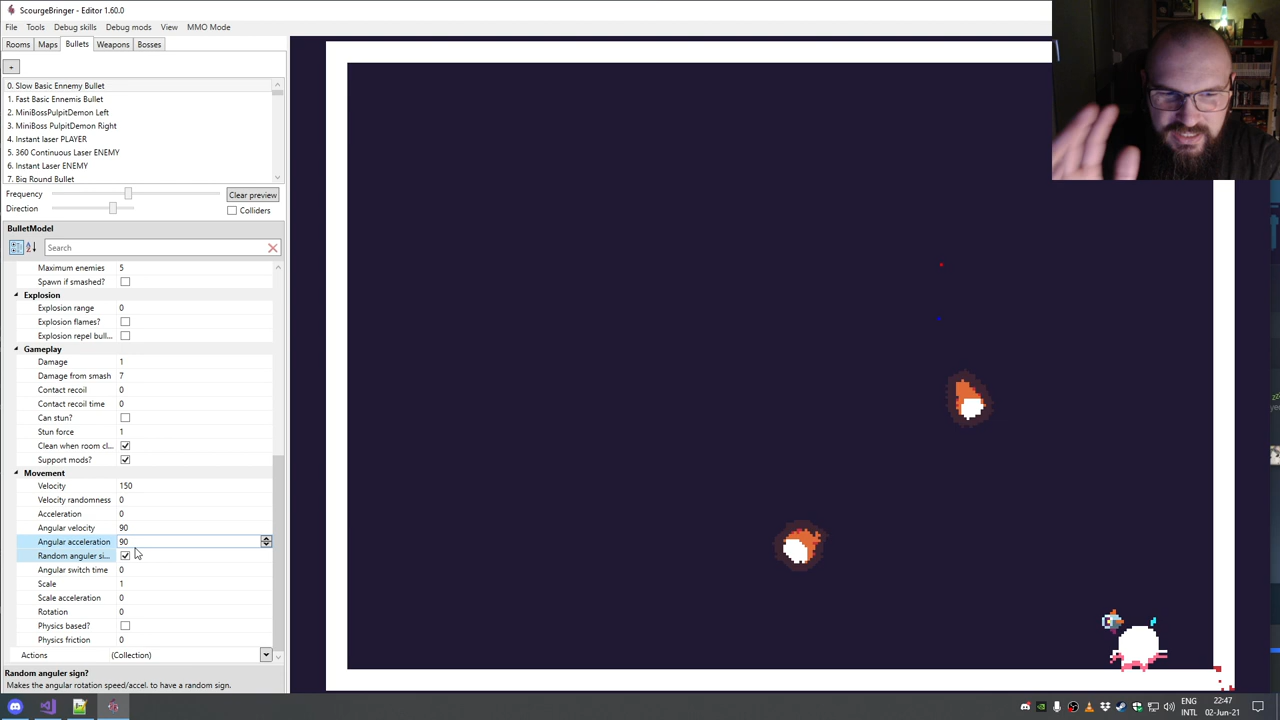 ScourgeBringer - Editor 1.60.0
File Tools Debug skills Debug mods View MMO Mode
Rooms Maps Bullets Weapons Bosses
+
0. Slow Basic Ennemy Bullet
1. Fast Basic Ennemis Bullet
2. MiniBossPulpitDemon Left
3. MiniBoss PulpitDemon Right
4. Instant laser PLAYER
5. 360 Continuous Laser ENEMY
6. Instant Laser ENEMY
7. Big Round Bullet
Frequency Clear preview
Direction Colliders
BulletModel
Search
Maximum enemies 5
Spawn if smashed?
Explosion
Explosion range 0
Explosion flames?
Explosion repel bull...
Gameplay
Damage 1
Damage from smash 7
Contact recoil 0
Contact recoil time 0
Can stun?
Stun force 1
Clean when room cl...
Support mods?
Movement
Velocity 150
Velocity randomness 0
Acceleration 0
Angular velocity 90
Angular acceleration 90
Random anguler si...
Angular switch time 0
Scale 1
Scale acceleration 0
Rotation 0
Physics based?
Physics friction 0
Actions (Collection)
Random anguler sign?
Makes the angular rotation speed/accel. to have a random sign.
ENG 22:47
INTL 02-Jun-21